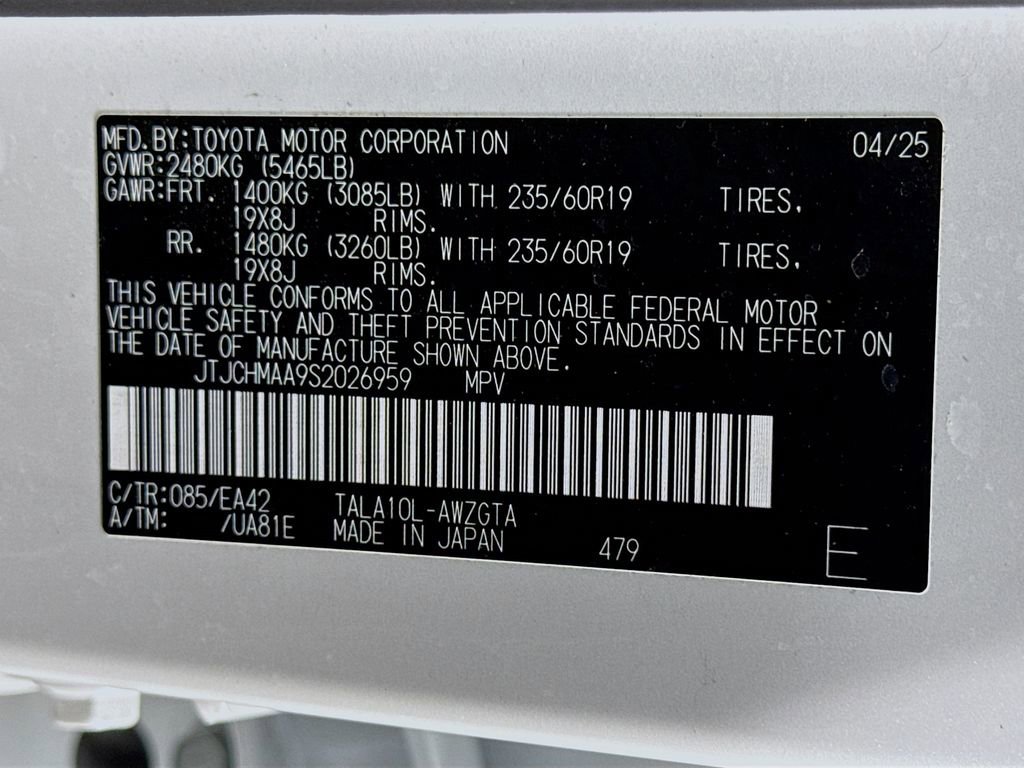 MFD.BY:TOYOTA MOTOR CORPORATION 04/25
GVWR:2480KG (5465LB)
GAWR:FRT. 1400KG (3085LB) WITH 235/60R19 TIRES.
19X8J RIMS.
RR. 1480KG (3260LB) WITH 235/60R19 TIRES.
19X8J RIMS.
THIS VEHICLE CONFORMS TO ALL APPLICABLE FEDERAL MOTOR
VEHICLE SAFETY AND THEFT PREVENTION STANDARDS IN EFFECT ON
THE DATE OF MANUFACTURE SHOWN ABOVE.
JTJCHMAA9S2026959 MPV
C/TR:085/EA42 TALA10L-AWZGTA
A/TM: /UA81E MADE IN JAPAN 479 E